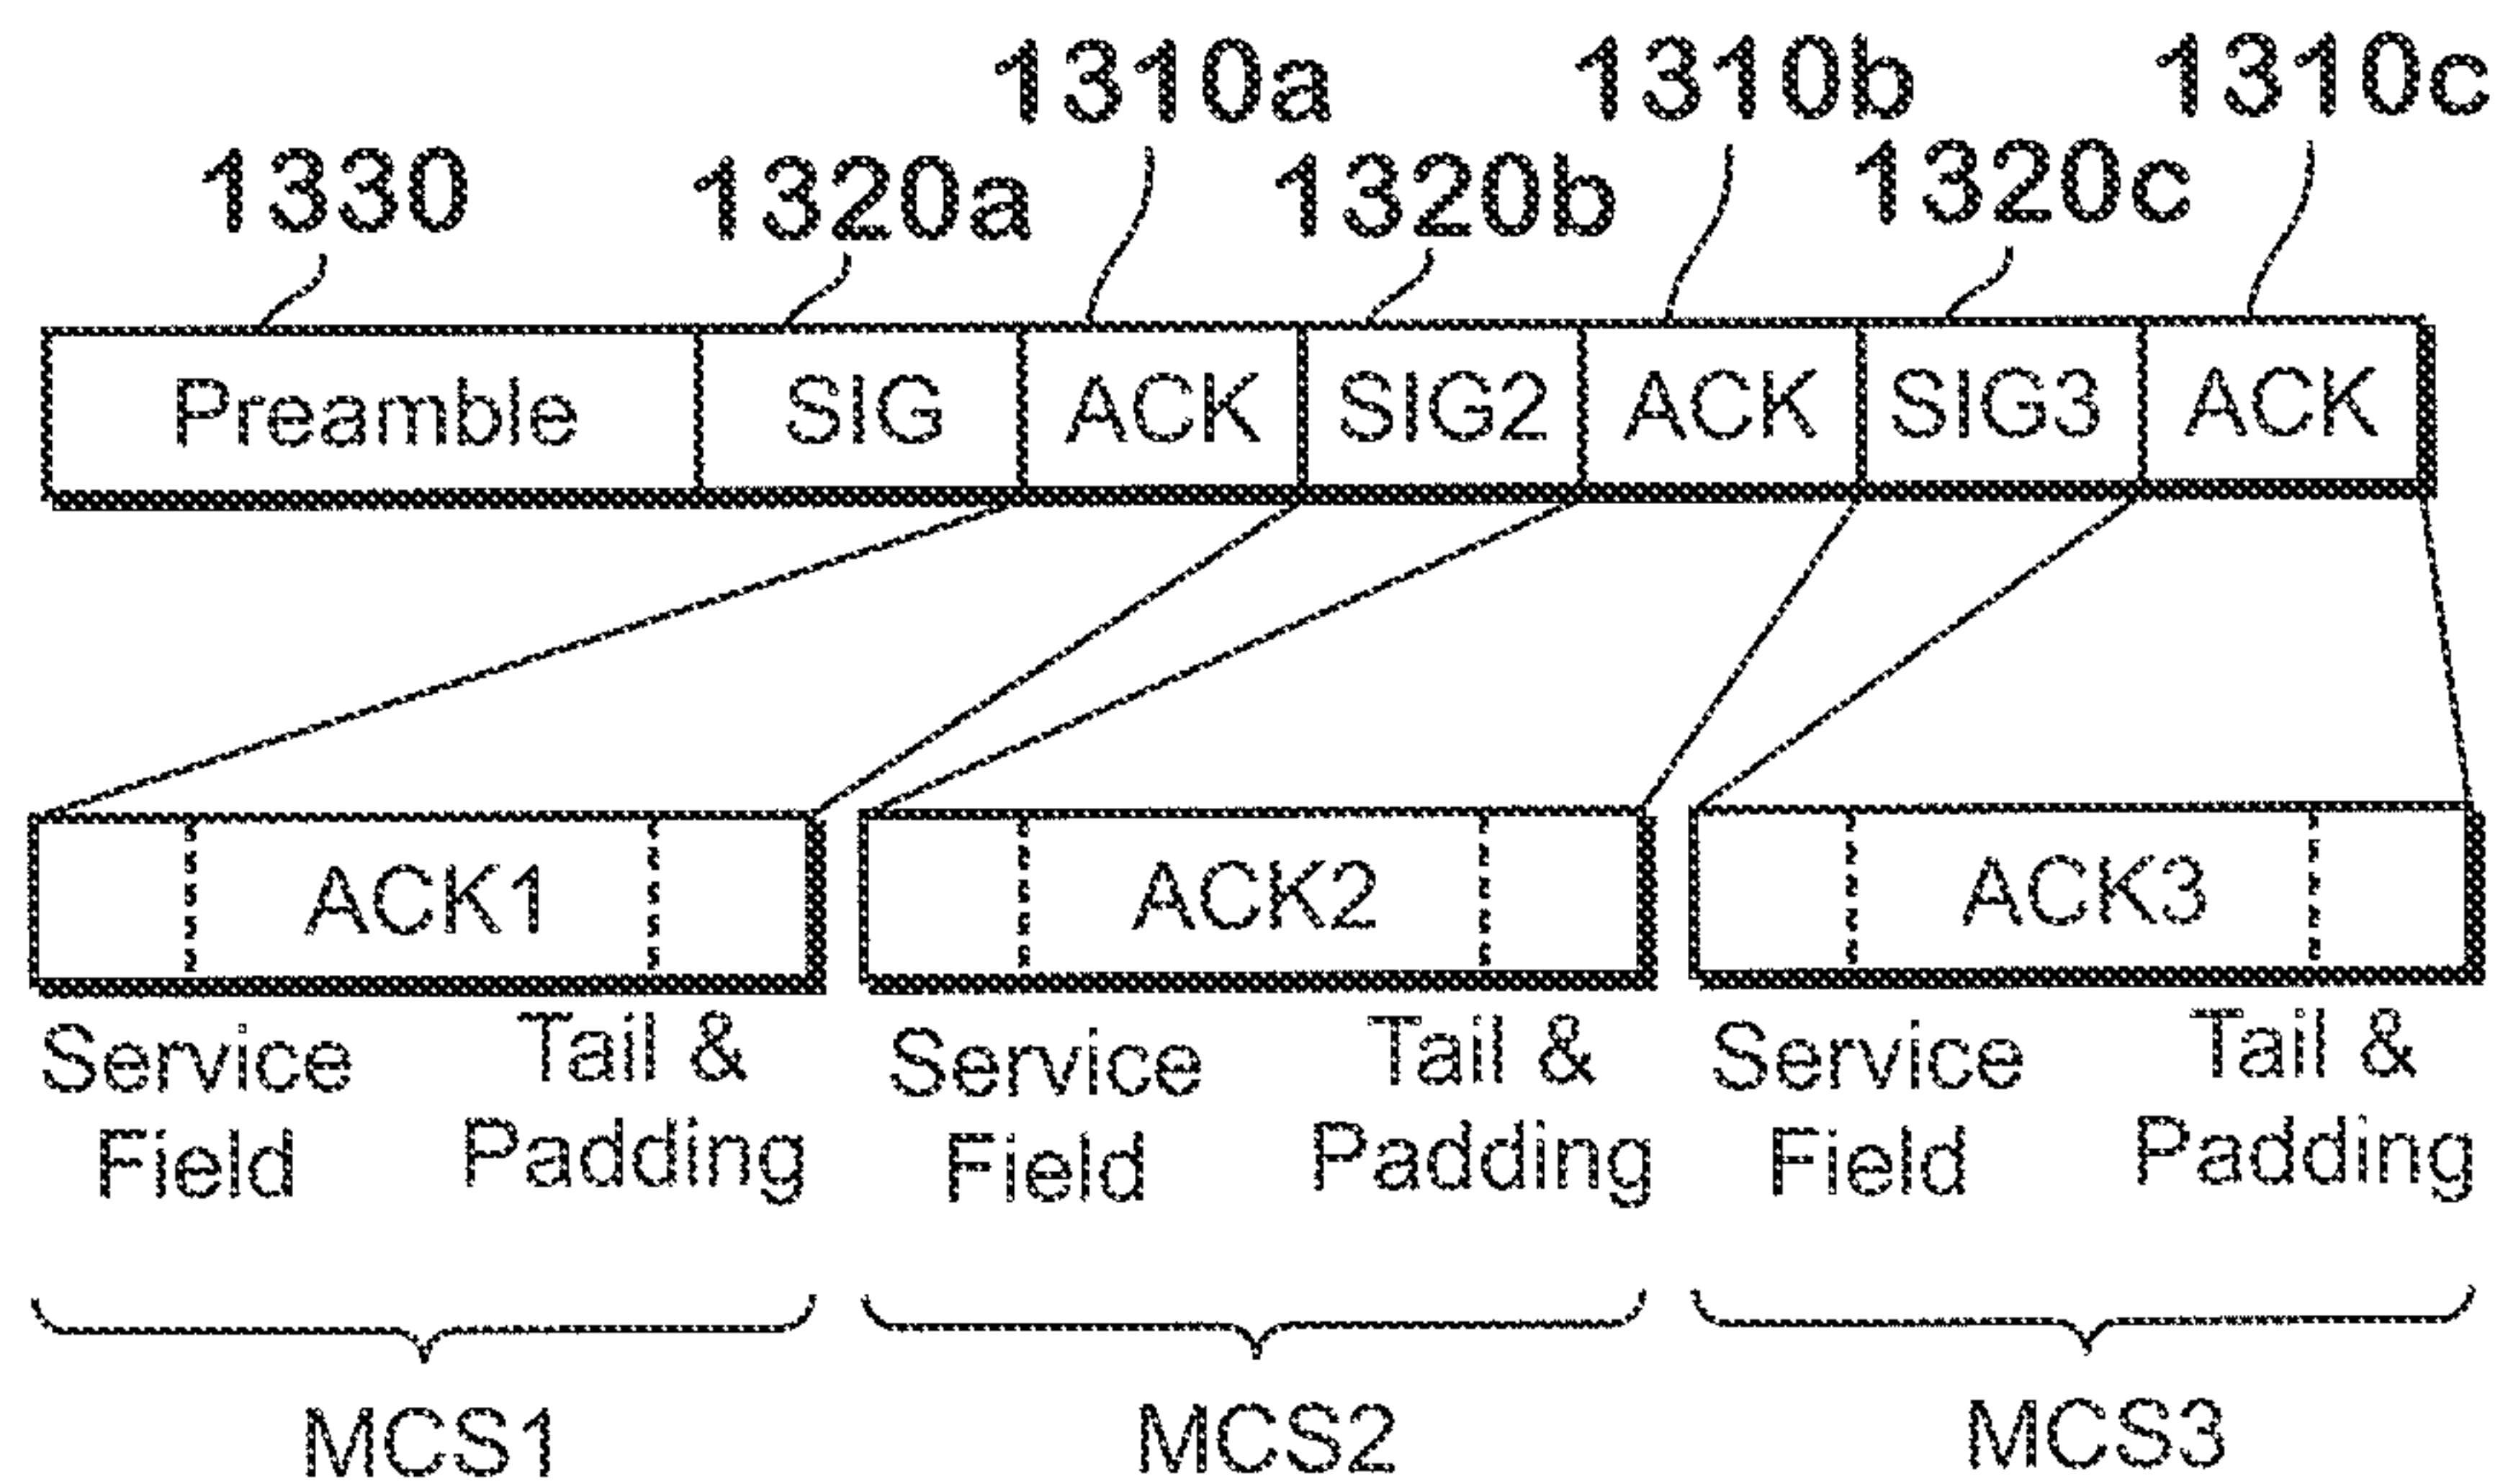 1310a 1310b 1310c
1330 1320a 1320b 1320c
Preamble SIG ACK SIG2 ACK SIG3 ACK
ACK1 ACK2 ACK3
Service Tail & Service Tail & Service Tail &
Field Padding Field Padding Field Padding
MCS1 MCS2 MCS3